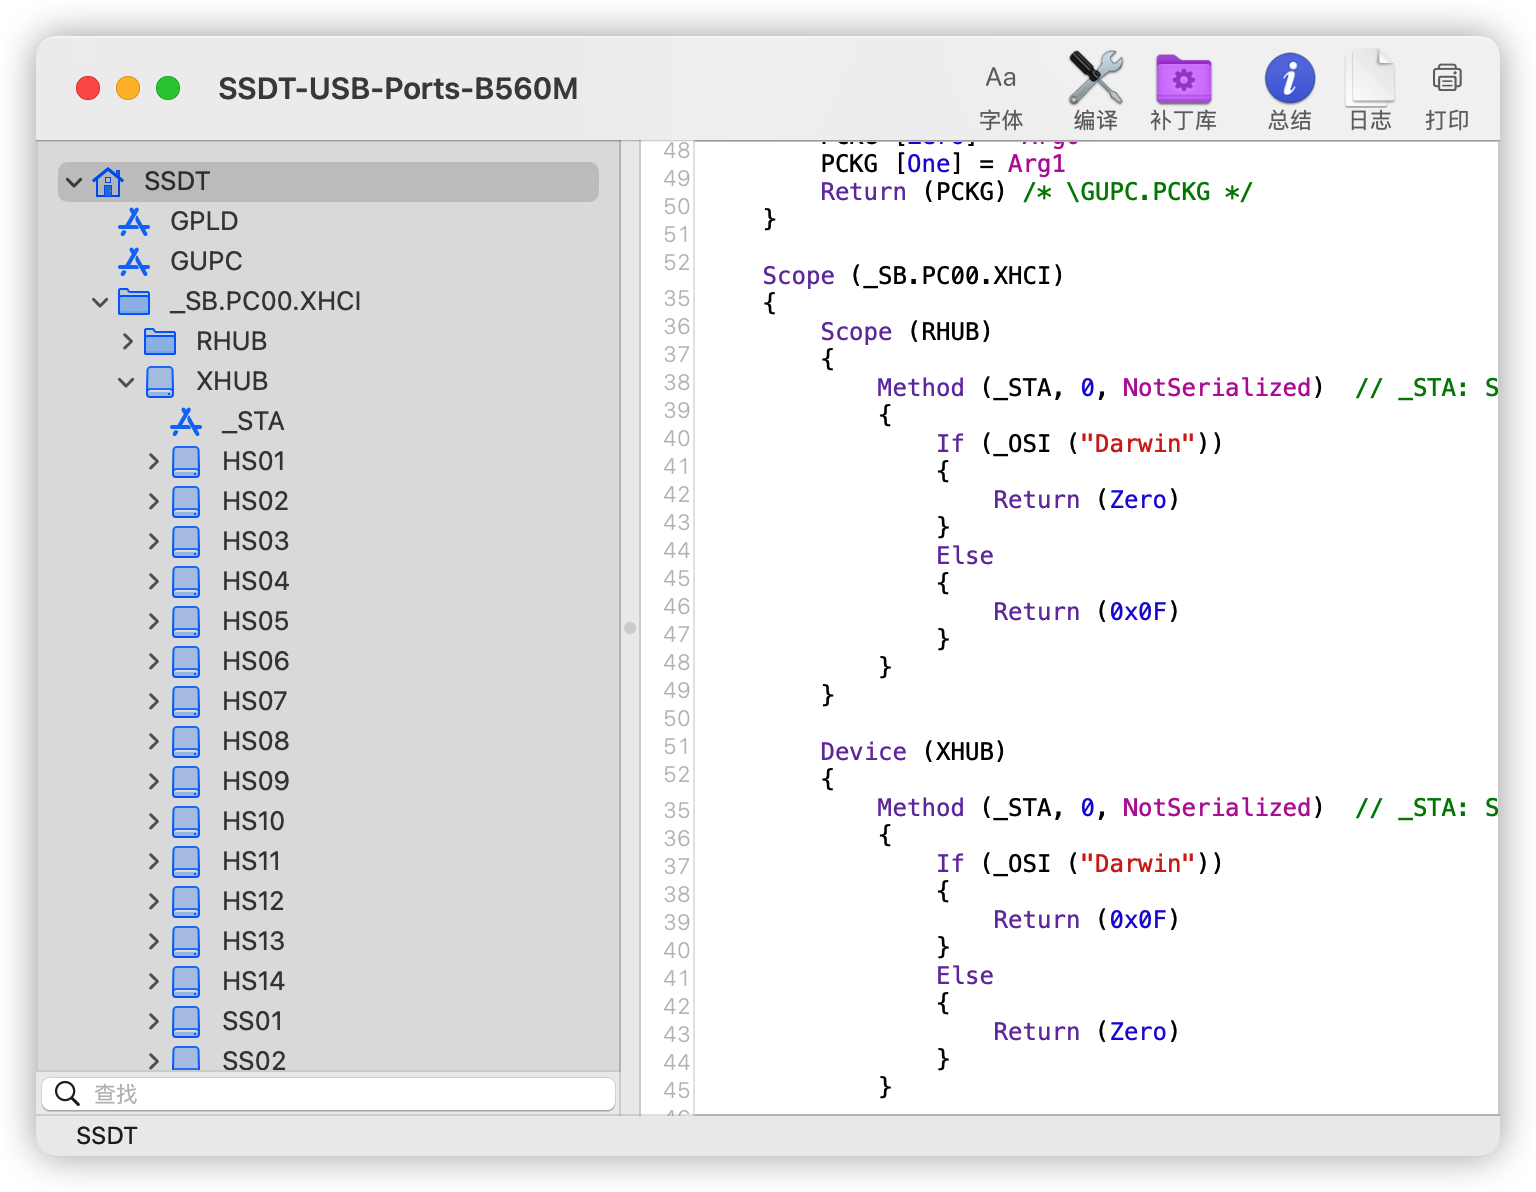 SSDT-USB-Ports-B560M
Aa
字体
编译
补丁库
总结
日志
打印
SSDT
GPLD
GUPC
_SB.PC00.XHCI
RHUB
XHUB
_STA
HS01
HS02
HS03
HS04
HS05
HS06
HS07
HS08
HS09
HS10
HS11
HS12
HS13
HS14
SS01
SS02
查找
SSDT
48
49
50
51
52
35
36
37
38
39
40
41
42
43
44
45
46
47
48
49
50
51
52
35
36
37
38
39
40
41
42
43
44
45
PCKG [Zero] = Arg0
PCKG [One] = Arg1
Return (PCKG) /* \GUPC.PCKG */
}
Scope (_SB.PC00.XHCI)
{
Scope (RHUB)
{
Method (_STA, 0, NotSerialized)  // _STA: S
{
If (_OSI ("Darwin"))
{
Return (Zero)
}
Else
{
Return (0x0F)
}
}
}
Device (XHUB)
{
Method (_STA, 0, NotSerialized)  // _STA: S
{
If (_OSI ("Darwin"))
{
Return (0x0F)
}
Else
{
Return (Zero)
}
}